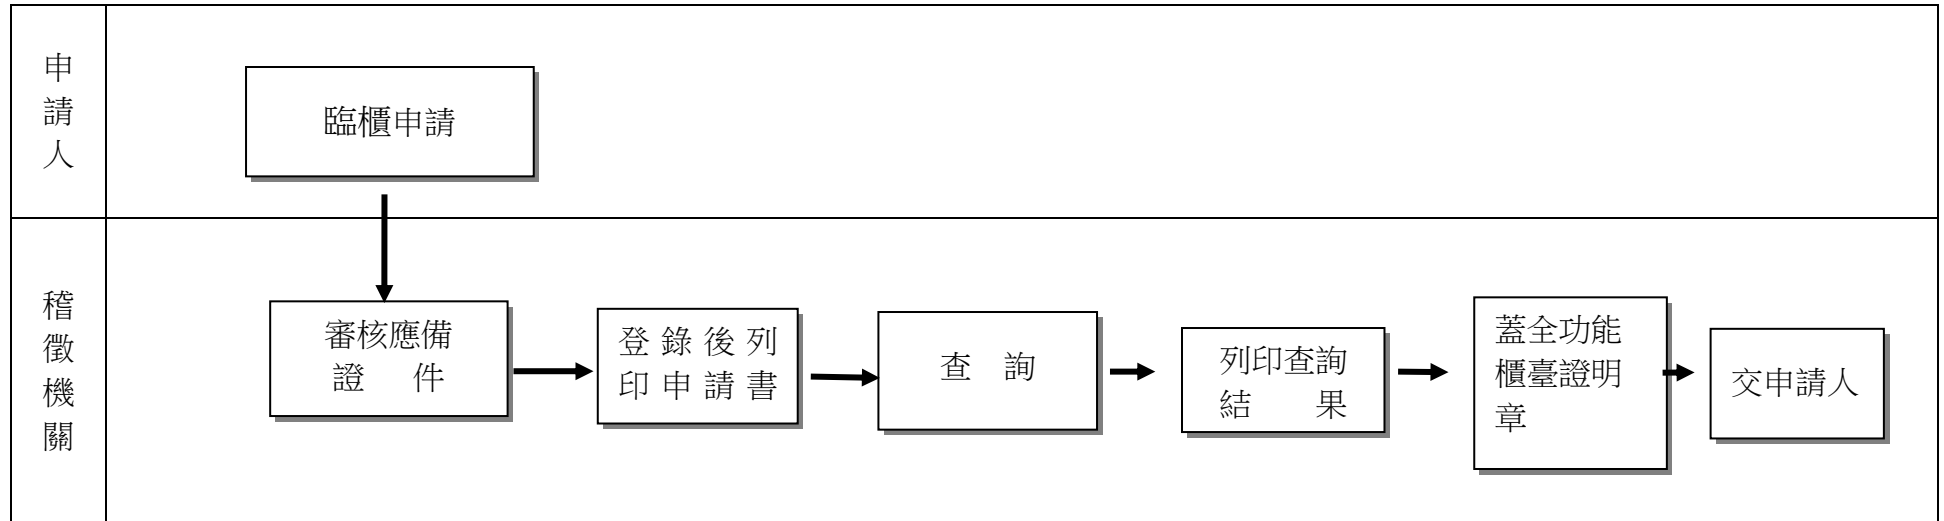 申請人
臨櫃申請
稽徵機關
審核應備
證件
登錄後列
印申請書
查詢
列印查詢
結果
蓋全功能
櫃臺證明
章
交申請人